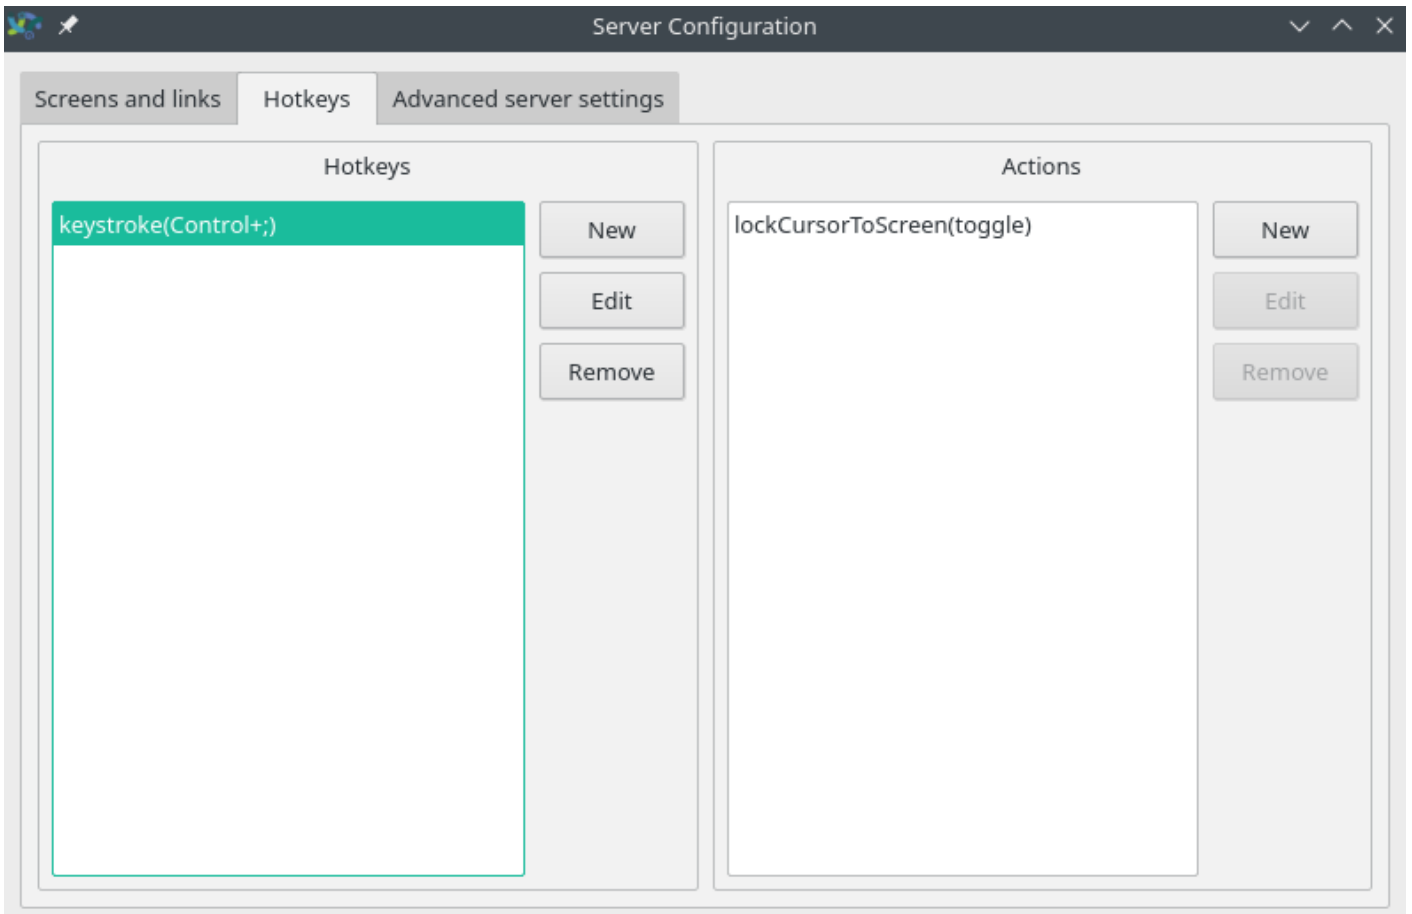 Server Configuration
Screens and links
Hotkeys
Advanced server settings
Hotkeys
keystroke(Control+;)
New
Edit
Remove
Actions
lockCursorToScreen(toggle)
New
Edit
Remove